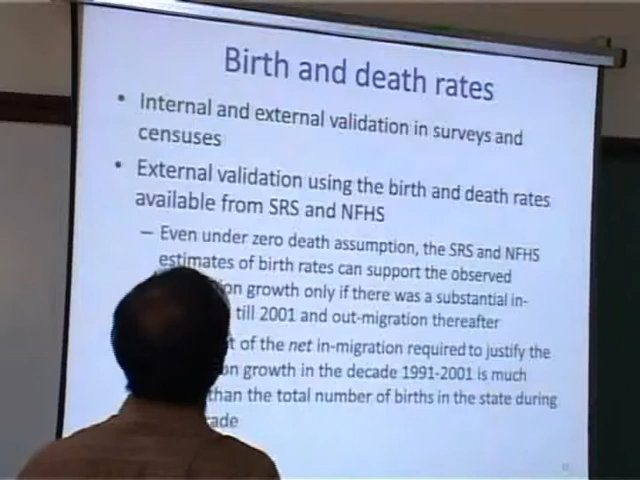 Birth and death rates
• Internal and external validation in surveys and
censuses
• External validation using the birth and death rates
available from SRS and NFHS
– Even under zero death assumption, the SRS and NFHS
estimates of birth rates can support the observed
on growth only if there was a substantial in-
till 2001 and out-migration thereafter
t of the net in-migration required to justify the
on growth in the decade 1991-2001 is much
than the total number of births in the state during
ade